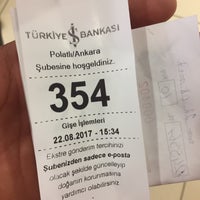 TÜRKİYE İŞ BANKASI
Polatlı/Ankara
Şubesine hoşgeldiniz.
354
Gişe İşlemleri
22.08.2017 - 15:34
Ekstre gönderim tercihinizi
Şubenizden sadece e-posta
olacak şekilde güncelleyip
doğanın korunmasına
yardımcı olabilirsiniz.